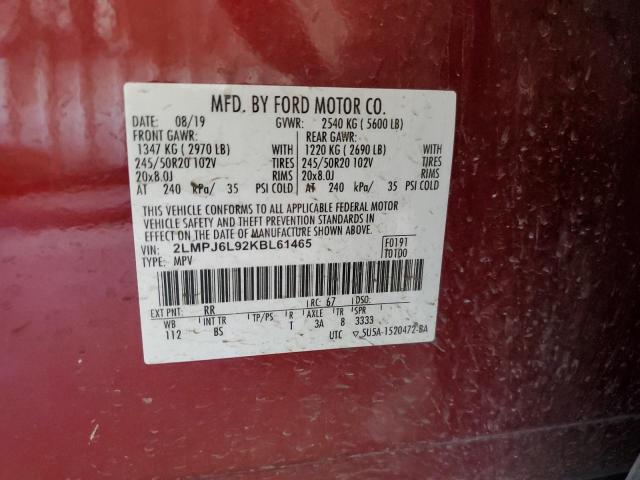 MFD. BY FORD MOTOR CO.
DATE: 08/19 GVWR: 2540 KG ( 5600 LB)
FRONT GAWR: REAR GAWR:
1347 KG ( 2970 LB) WITH 1220 KG ( 2690 LB) WITH
245/50R20 102V TIRES 245/50R20 102V TIRES
20x8.0J RIMS 20x8.0J RIMS
AT 240 kPa/ 35 PSI COLD AT 240 kPa/ 35 PSI COLD
THIS VEHICLE CONFORMS TO ALL APPLICABLE FEDERAL MOTOR
VEHICLE SAFETY AND THEFT PREVENTION STANDARDS IN
EFFECT ON THE DATE OF MANUFACTURE SHOWN ABOVE.
VIN: 2LMPJ6L92KBL61465 F0191
TYPE: MPV T0TD0
EXT PNT: RR RC: 67 DSO:
WB INT TR TP/PS R AXLE TR SPR
112 BS T 3A 8 3333
UTC 5U5A-1520472-BA